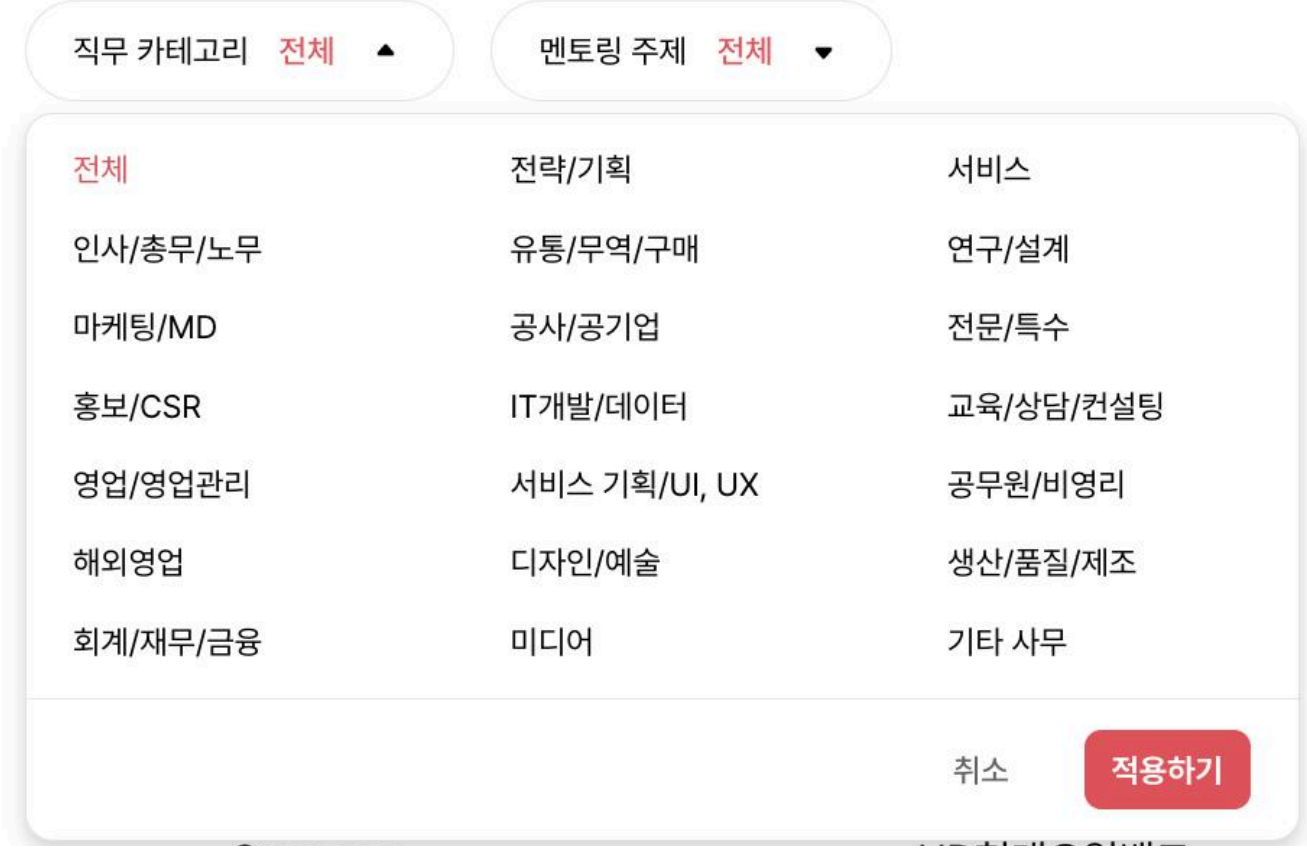 직무 카테고리 전체 멘토링 주제 전체
전체 전략/기획 서비스
인사/총무/노무 유통/무역/구매 연구/설계
마케팅/MD 공사/공기업 전문/특수
홍보/CSR IT개발/데이터 교육/상담/컨설팅
영업/영업관리 서비스 기획/UI, UX 공무원/비영리
해외영업 디자인/예술 생산/품질/제조
회계/재무/금융 미디어 기타 사무
취소 적용하기